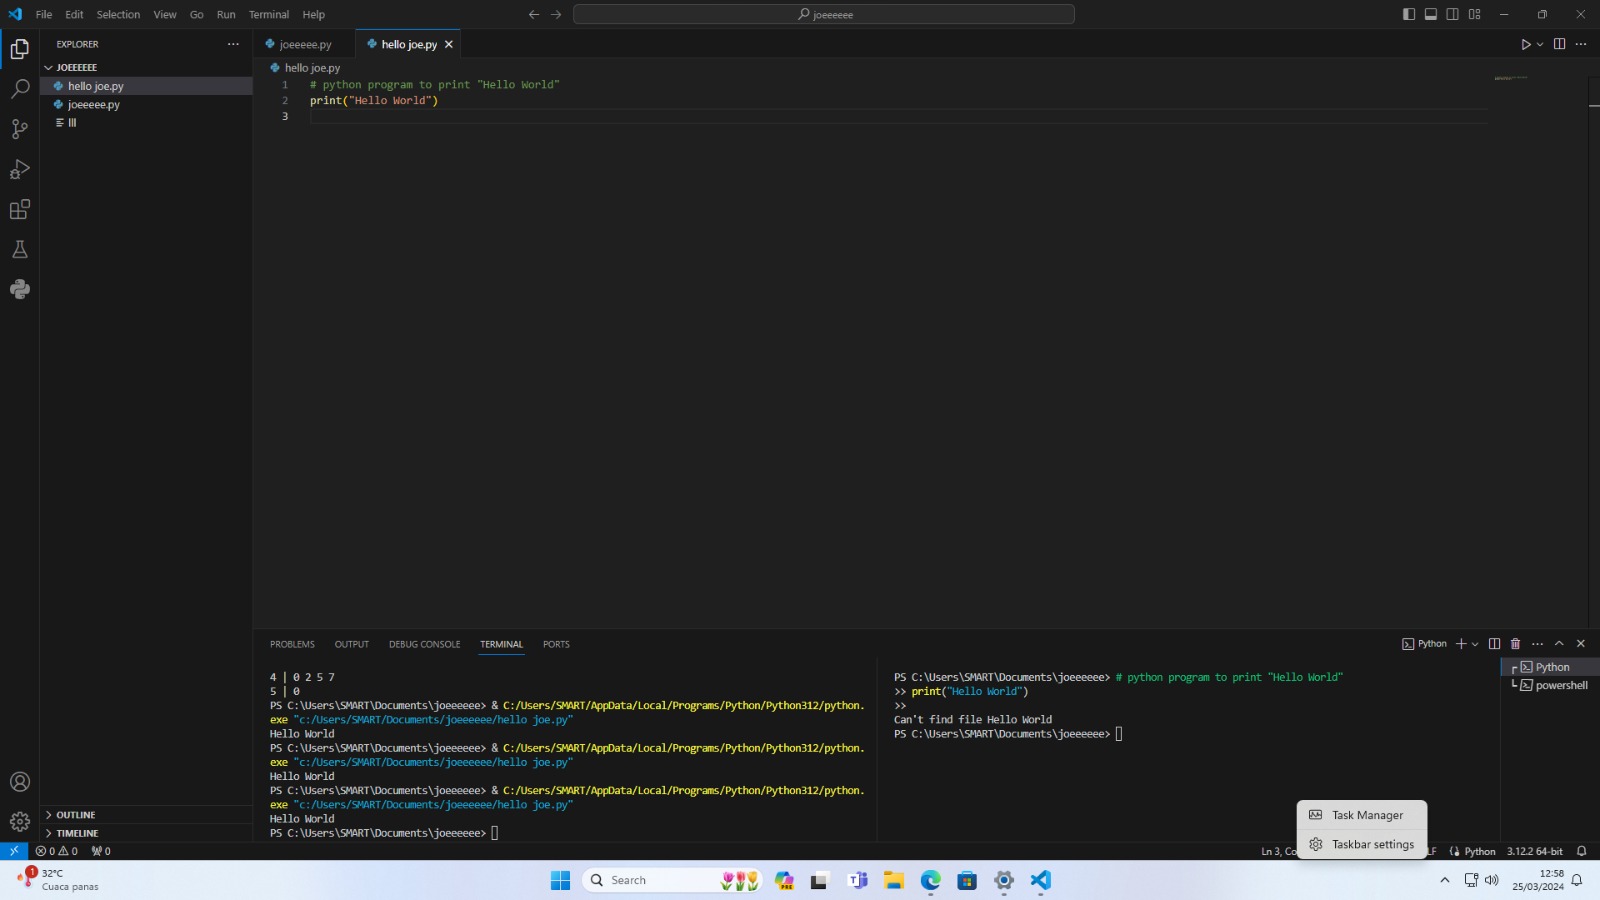 File Edit Selection View Go Run Terminal Help
joeeeeee
EXPLORER
JOEEEEEE
hello joe.py
joeeeee.py
lll
OUTLINE
TIMELINE
joeeeee.py
hello joe.py
hello joe.py
1 # python program to print "Hello World"
2 print("Hello World")
3
PROBLEMS OUTPUT DEBUG CONSOLE TERMINAL PORTS
Python
4 | 0 2 5 7
5 | 0
PS C:\Users\SMART\Documents\joeeeeee> & C:/Users/SMART/AppData/Local/Programs/Python/Python312/python.
exe "c:/Users/SMART/Documents/joeeeeee/hello joe.py"
Hello World
PS C:\Users\SMART\Documents\joeeeeee> & C:/Users/SMART/AppData/Local/Programs/Python/Python312/python.
exe "c:/Users/SMART/Documents/joeeeeee/hello joe.py"
Hello World
PS C:\Users\SMART\Documents\joeeeeee> & C:/Users/SMART/AppData/Local/Programs/Python/Python312/python.
exe "c:/Users/SMART/Documents/joeeeeee/hello joe.py"
Hello World
PS C:\Users\SMART\Documents\joeeeeee>
PS C:\Users\SMART\Documents\joeeeeee> # python program to print "Hello World"
>> print("Hello World")
>>
Can't find file Hello World
PS C:\Users\SMART\Documents\joeeeeee>
Python
powershell
Task Manager
Taskbar settings
0 0 0
Ln 3, Co
LF Python 3.12.2 64-bit
1
32°C
Cuaca panas
Search
PRE
12:58
25/03/2024